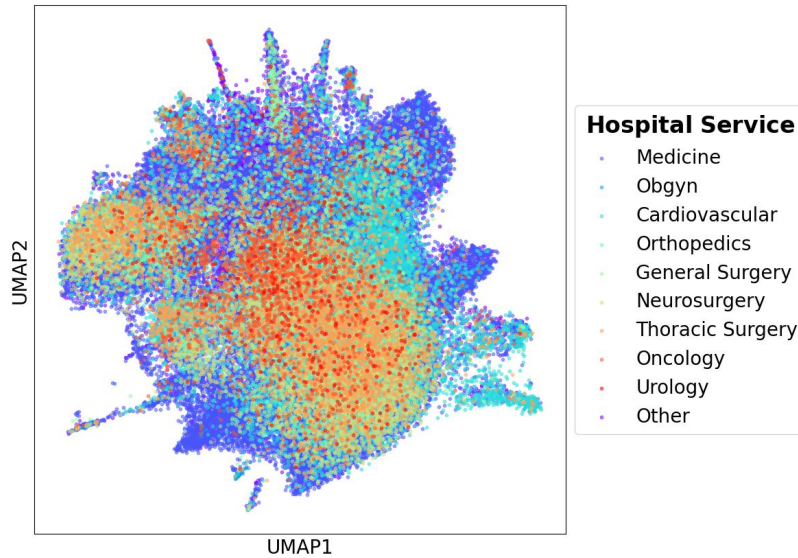 Hospital Service
Medicine
Obgyn
Cardiovascular
Orthopedics
General Surgery
Neurosurgery
Thoracic Surgery
Oncology
Urology
Other
UMAP2
UMAP1